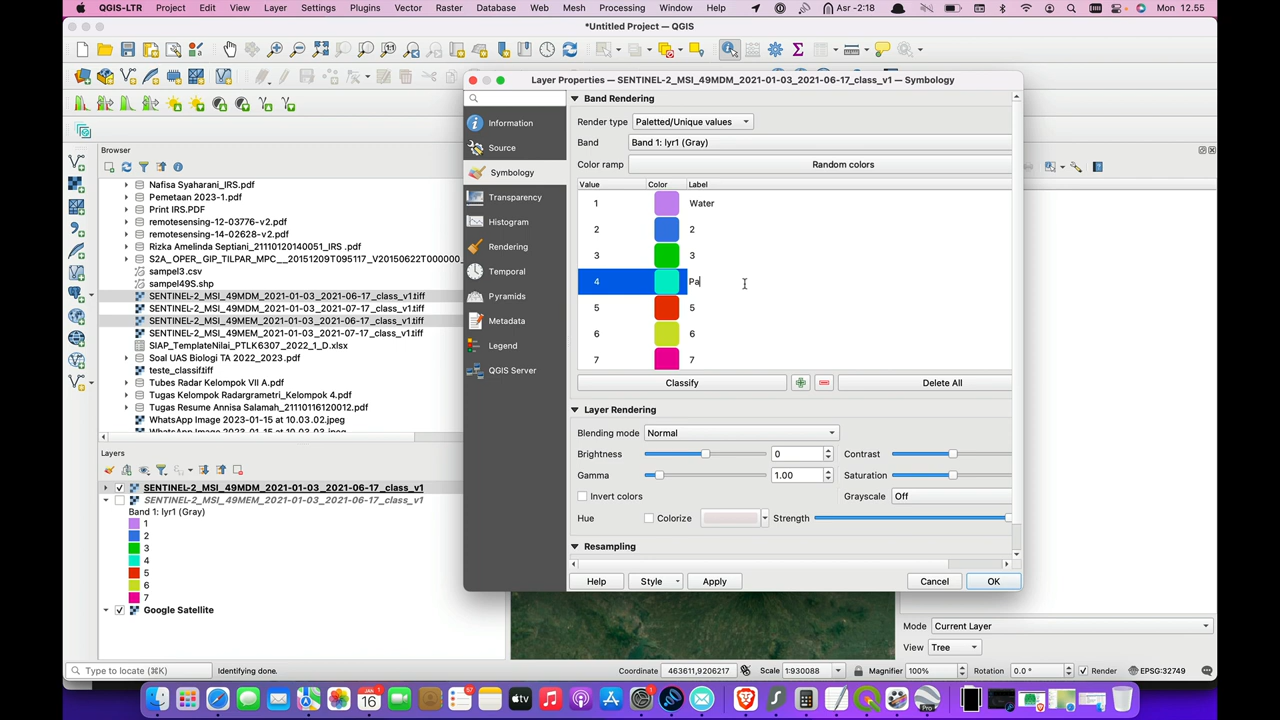 QGIS-LTR Project Edit View Layer Settings Plugins Vector Raster Database Web Mesh Processing Window Help Asr -2:18 Mon 12.55
*Untitled Project — QGIS
Layer Properties — SENTINEL-2_MSI_49MDM_2021-01-03_2021-06-17_class_v1 — Symbology
Browser
Nafisa Syaharani_IRS.pdf
Pemetaan 2023-1.pdf
Print IRS.PDF
remotesensing-12-03776-v2.pdf
remotesensing-14-02628-v2.pdf
Rizka Amelinda Septiani_21110120140051_IRS .pdf
S2A_OPER_GIP_TILPAR_MPC__20151209T095117_V20150622T000000_
sampel3.csv
sampel49S.shp
SENTINEL-2_MSI_49MDM_2021-01-03_2021-06-17_class_v1.tiff
SENTINEL-2_MSI_49MDM_2021-01-03_2021-07-17_class_v1.tiff
SENTINEL-2_MSI_49MEM_2021-01-03_2021-06-17_class_v1.tiff
SENTINEL-2_MSI_49MEM_2021-01-03_2021-07-17_class_v1.tiff
SIAP_TemplateNilai_PTLK6307_2022_1_D.xlsx
Soal UAS Biologi TA 2022_2023.pdf
teste_classif.tiff
Tubes Radar Kelompok VII A.pdf
Tugas Kelompok Radargrametri_Kelompok 4.pdf
Tugas Resume Annisa Salamah_21110116120012.pdf
WhatsApp Image 2023-01-15 at 10.03.02.jpeg
WhatsApp Image 2023-01-15 at 10.03.03.jpeg
Layers
SENTINEL-2_MSI_49MDM_2021-01-03_2021-06-17_class_v1
SENTINEL-2_MSI_49MEM_2021-01-03_2021-06-17_class_v1
Band 1: lyr1 (Gray)
1
2
3
4
5
6
7
Google Satellite
Information
Source
Symbology
Transparency
Histogram
Rendering
Temporal
Pyramids
Metadata
Legend
QGIS Server
Band Rendering
Render type Paletted/Unique values
Band Band 1: lyr1 (Gray)
Color ramp Random colors
Value Color Label
1 Water
2 2
3 3
4 Pa
5 5
6 6
7 7
Classify Delete All
Layer Rendering
Blending mode Normal
Brightness 0 Contrast
Gamma 1.00 Saturation
Invert colors Grayscale Off
Hue Colorize Strength
Resampling
Help Style Apply Cancel OK
Mode Current Layer
View Tree
Type to locate (⌘K) Identifying done. Coordinate 463611,9206217 Scale 1:930088 Magnifier 100% Rotation 0.0 ° Render EPSG:32749